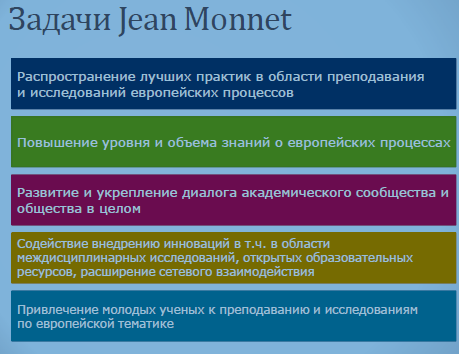 Задачи Jean Monnet
Распространение лучших практик в области преподавания
и исследований европейских процессов
Повышение уровня и объема знаний о европейских процессах
Развитие и укрепление диалога академического сообщества и
общества в целом
Содействие внедрению инноваций в т.ч. в области
междисциплинарных исследований, открытых образовательных
ресурсов, расширение сетевого взаимодействия
Привлечение молодых ученых к преподаванию и исследованиям
по европейской тематике